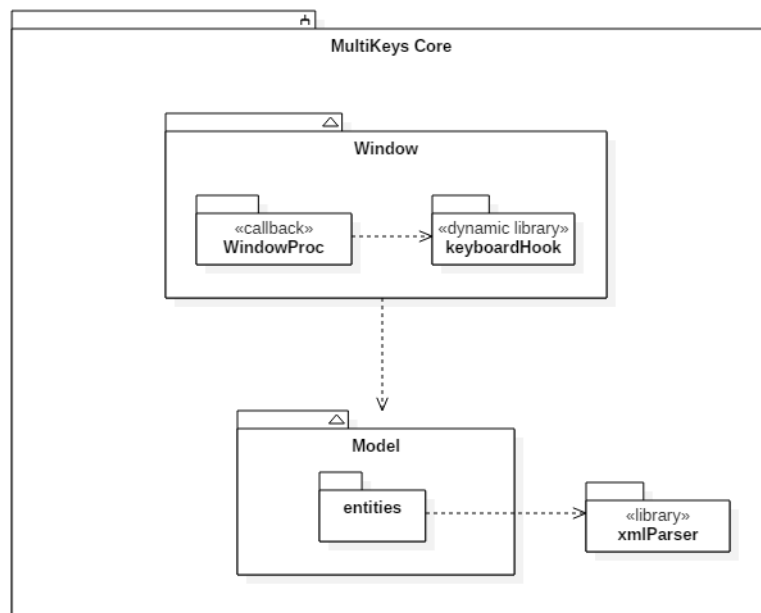 MultiKeys Core
Window
«callback»
WindowProc
«dynamic library»
keyboardHook
Model
entities
«library»
xmlParser